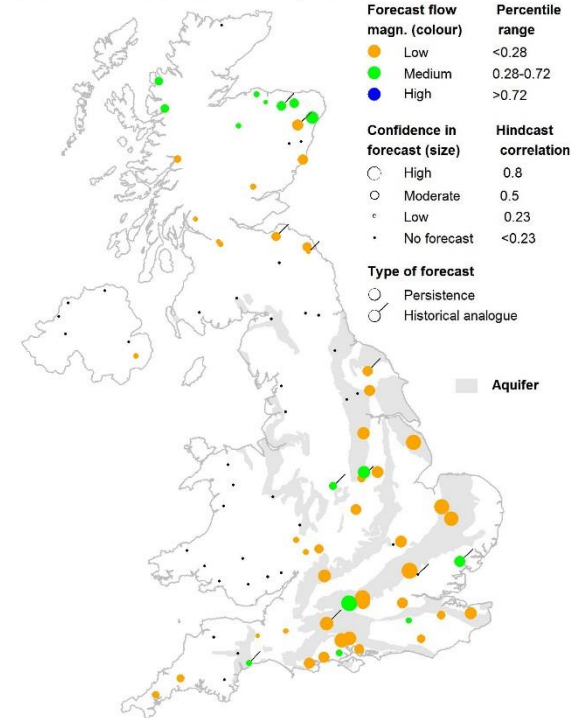 Forecast flow Percentile
magn. (colour) range
Low <0.28
Medium 0.28-0.72
High >0.72
Confidence in Hindcast
forecast (size) correlation
High 0.8
Moderate 0.5
Low 0.23
No forecast <0.23
Type of forecast
Persistence
Historical analogue
Aquifer